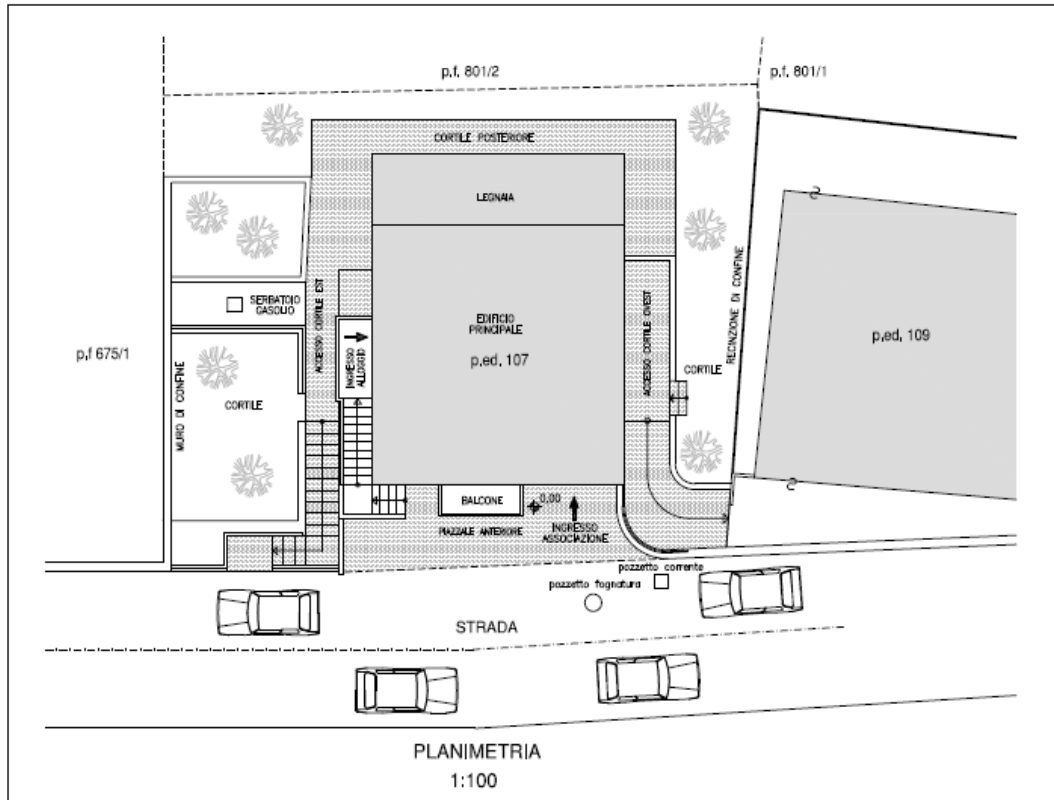 p.f. 801/2
p.f. 801/1
CORTILE POSTERIORE
LEGNAIA
SERBATOIO
GASOLIO
ACCESSO CORTILE EST
INGRESSO
ALLOGGIO
EDIFICIO
PRINCIPALE
p.ed. 107
ACCESSO CORTILE OVEST
RECINZIONE DI CONFINE
p.ed. 109
p.f 675/1
MURO DI CONFINE
CORTILE
CORTILE
BALCONE
0.00
PIAZZALE ANTERIORE
INGRESSO
ASSOCIAZIONE
pozzetto corrente
pozzetto fognatura
STRADA
PLANIMETRIA
1:100